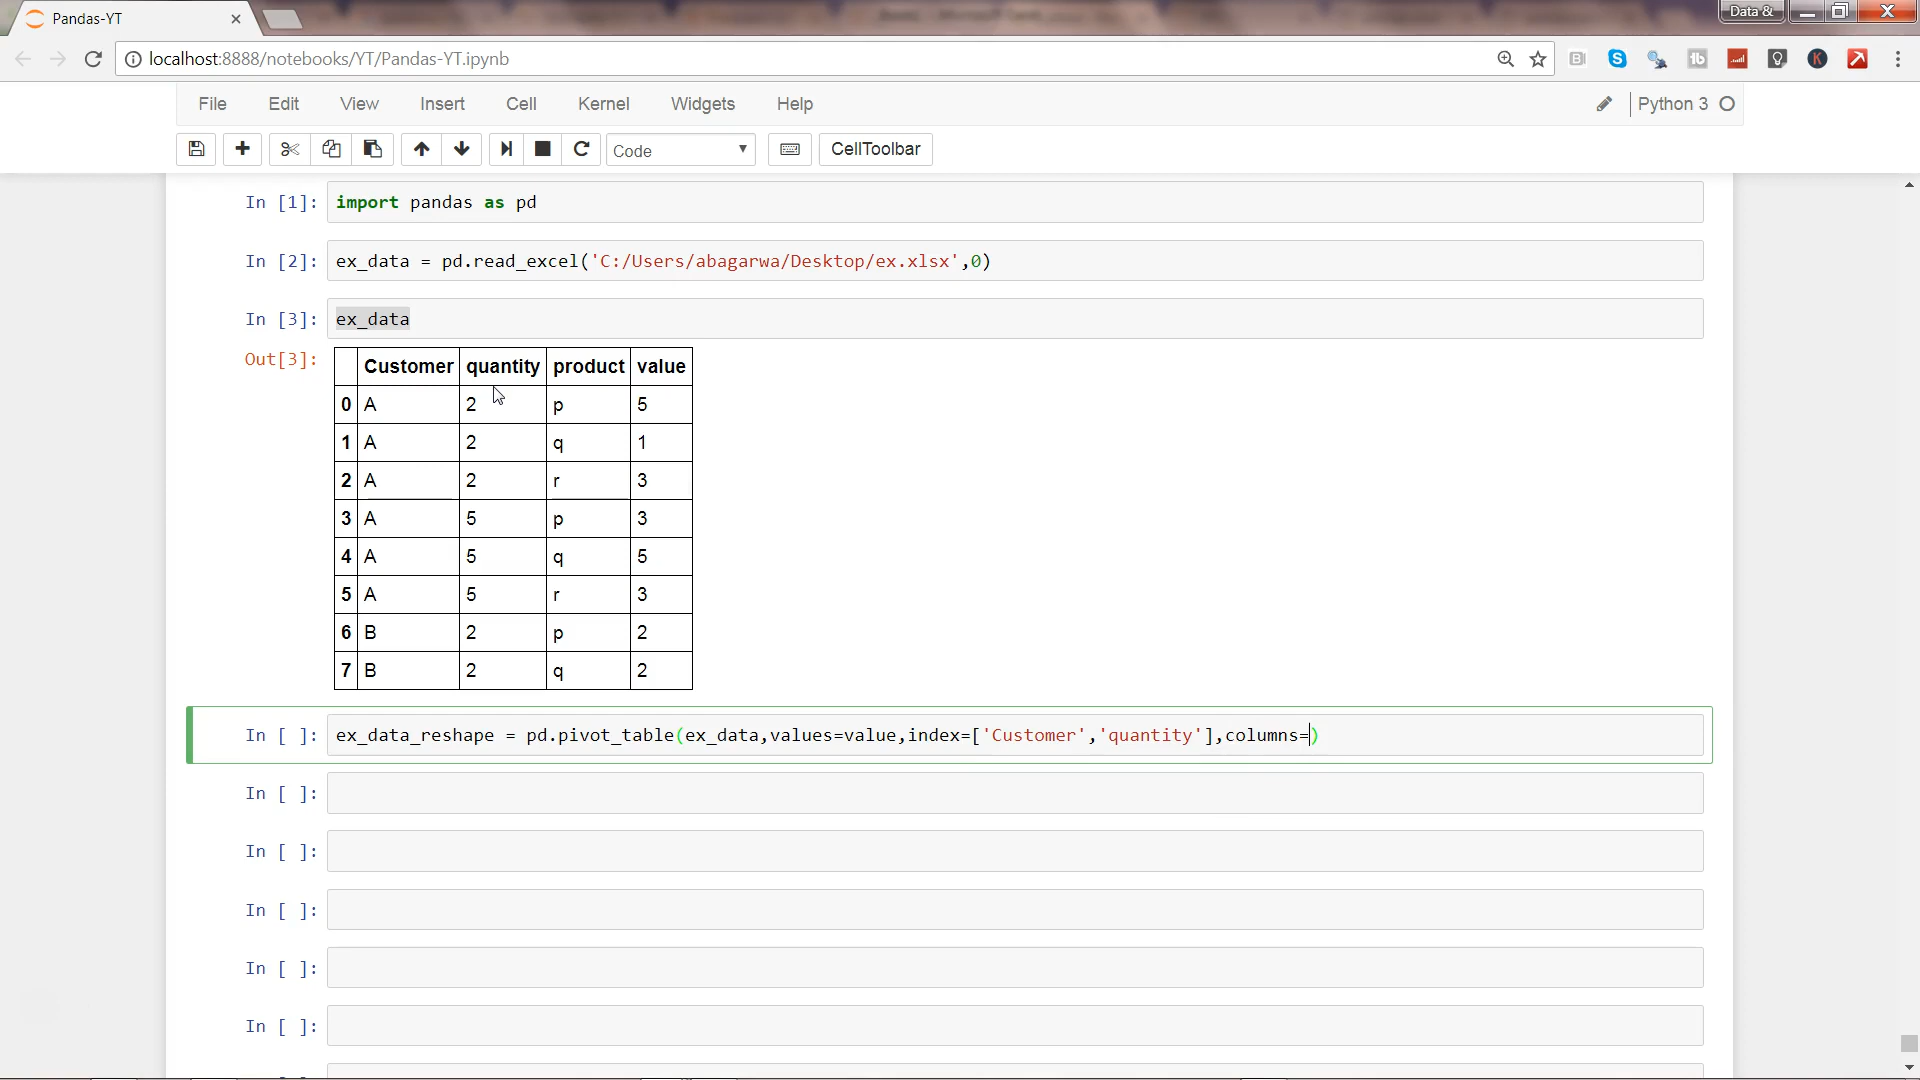 Pandas-YT
Data &
localhost:8888/notebooks/YT/Pandas-YT.ipynb
File Edit View Insert Cell Kernel Widgets Help
Python 3
Code
CellToolbar
In [1]: import pandas as pd
In [2]: ex_data = pd.read_excel('C:/Users/abagarwa/Desktop/ex.xlsx',0)
In [3]: ex_data
Out[3]:
Customer quantity product value
0 A 2 p 5
1 A 2 q 1
2 A 2 r 3
3 A 5 p 3
4 A 5 q 5
5 A 5 r 3
6 B 2 p 2
7 B 2 q 2
In [ ]: ex_data_reshape = pd.pivot_table(ex_data,values=value,index=['Customer','quantity'],columns=)
In [ ]:
In [ ]:
In [ ]:
In [ ]:
In [ ]: